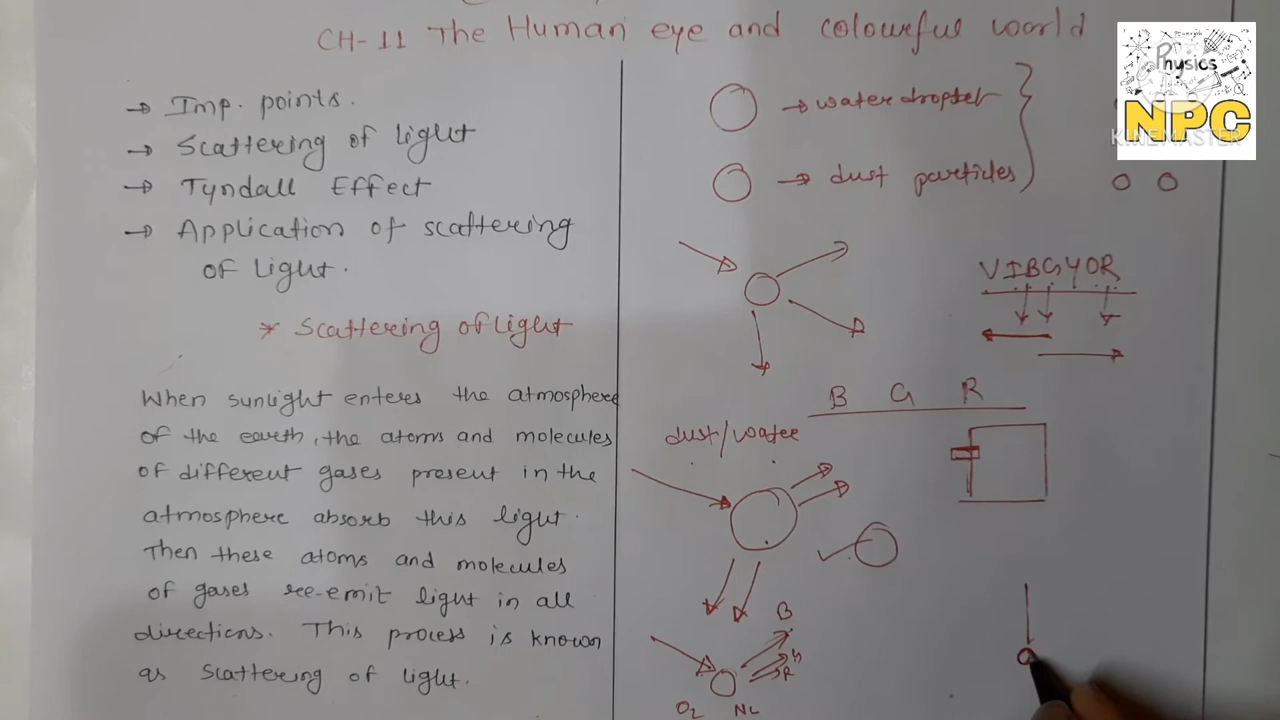 CH-11 The Human eye and colourful world
→ Imp. points.
→ Scattering of light
→ Tyndall Effect
→ Application of scattering
of light.
* Scattering of light
When sunlight enters the atmosphere
of the earth, the atoms and molecules
of different gases present in the
atmosphere absorb this light.
Then these atoms and molecules
of gases re-emit light in all
directions. This process is known
as scattering of light.
→ water droplet
→ dust particles
VIBGYOR
B G R
dust/water
B
G
R
O2 N2
Physics
NPC
KINEMASTER